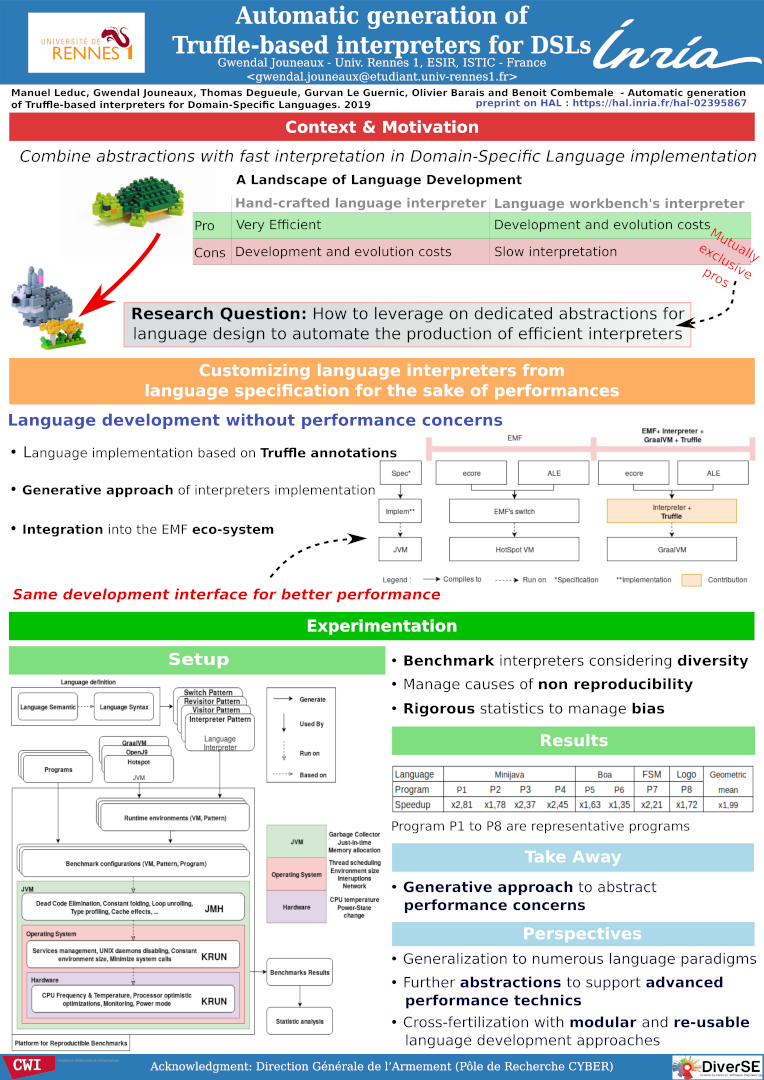 UNIVERSITÉ DE
RENNES 1
Automatic generation of
Truffle-based interpreters for DSLs
Gwendal Jouneaux - Univ. Rennes 1, ESIR, ISTIC - France
<gwendal.jouneaux@etudiant.univ-rennes1.fr>
Inria
Manuel Leduc, Gwendal Jouneaux, Thomas Degueule, Gurvan Le Guernic, Olivier Barais and Benoit Combemale - Automatic generation
of Truffle-based interpreters for Domain-Specific Languages. 2019
preprint on HAL : https://hal.inria.fr/hal-02395867
Context & Motivation
Combine abstractions with fast interpretation in Domain-Specific Language implementation
A Landscape of Language Development
Hand-crafted language interpreter
Language workbench's interpreter
Pro
Very Efficient
Development and evolution costs
Cons
Development and evolution costs
Slow interpretation
Mutually
exclusive
pros
Research Question: How to leverage on dedicated abstractions for
language design to automate the production of efficient interpreters
Customizing language interpreters from
language specification for the sake of performances
Language development without performance concerns
• Language implementation based on Truffle annotations
• Generative approach of interpreters implementation
• Integration into the EMF eco-system
Same development interface for better performance
EMF
EMF+ Interpreter +
GraalVM + Truffle
Spec*
ecore
ALE
ecore
ALE
Implem**
EMF's switch
Interpreter +
Truffle
JVM
HotSpot VM
GraalVM
Legend :
Compiles to
Run on
*Specification
**Implementation
Contribution
Experimentation
Setup
Language definition
Language Semantic
Language Syntax
Switch Pattern
Revisitor Pattern
Visitor Pattern
Interpreter Pattern
Language
Interpreter
Generate
Used By
Run on
Based on
Programs
GraalVM
OpenJ9
Hotspot
JVM
Runtime environments (VM, Pattern)
Benchmark configurations (VM, Pattern, Program)
JVM
Garbage Collector
Just-in-time
Memory allocation
Operating System
Thread scheduling
Environment size
Interuptions
Network
Hardware
CPU temperature
Power-State
change
JVM
Dead Code Elimination, Constant folding, Loop unrolling,
Type profiling, Cache effects, ...
JMH
Operating System
Services management, UNIX daemons disabling, Constant
environment size, Minimize system calls
KRUN
Hardware
CPU Frequency & Temperature, Processor optimistic
optimizations, Monitoring, Power mode
KRUN
Benchmarks Results
Statistic analysis
Platform for Reproductible Benchmarks
• Benchmark interpreters considering diversity
• Manage causes of non reproducibility
• Rigorous statistics to manage bias
Results
Language Minijava Boa FSM Logo Geometric
Program P1 P2 P3 P4 P5 P6 P7 P8 mean
Speedup x2,81 x1,78 x2,37 x2,45 x1,63 x1,35 x2,21 x1,72 x1,99
Program P1 to P8 are representative programs
Take Away
• Generative approach to abstract
performance concerns
Perspectives
• Generalization to numerous language paradigms
• Further abstractions to support advanced
performance technics
• Cross-fertilization with modular and re-usable
language development approaches
CWI
Acknowledgment: Direction Générale de l'Armement (Pôle de Recherche CYBER)
DiverSE